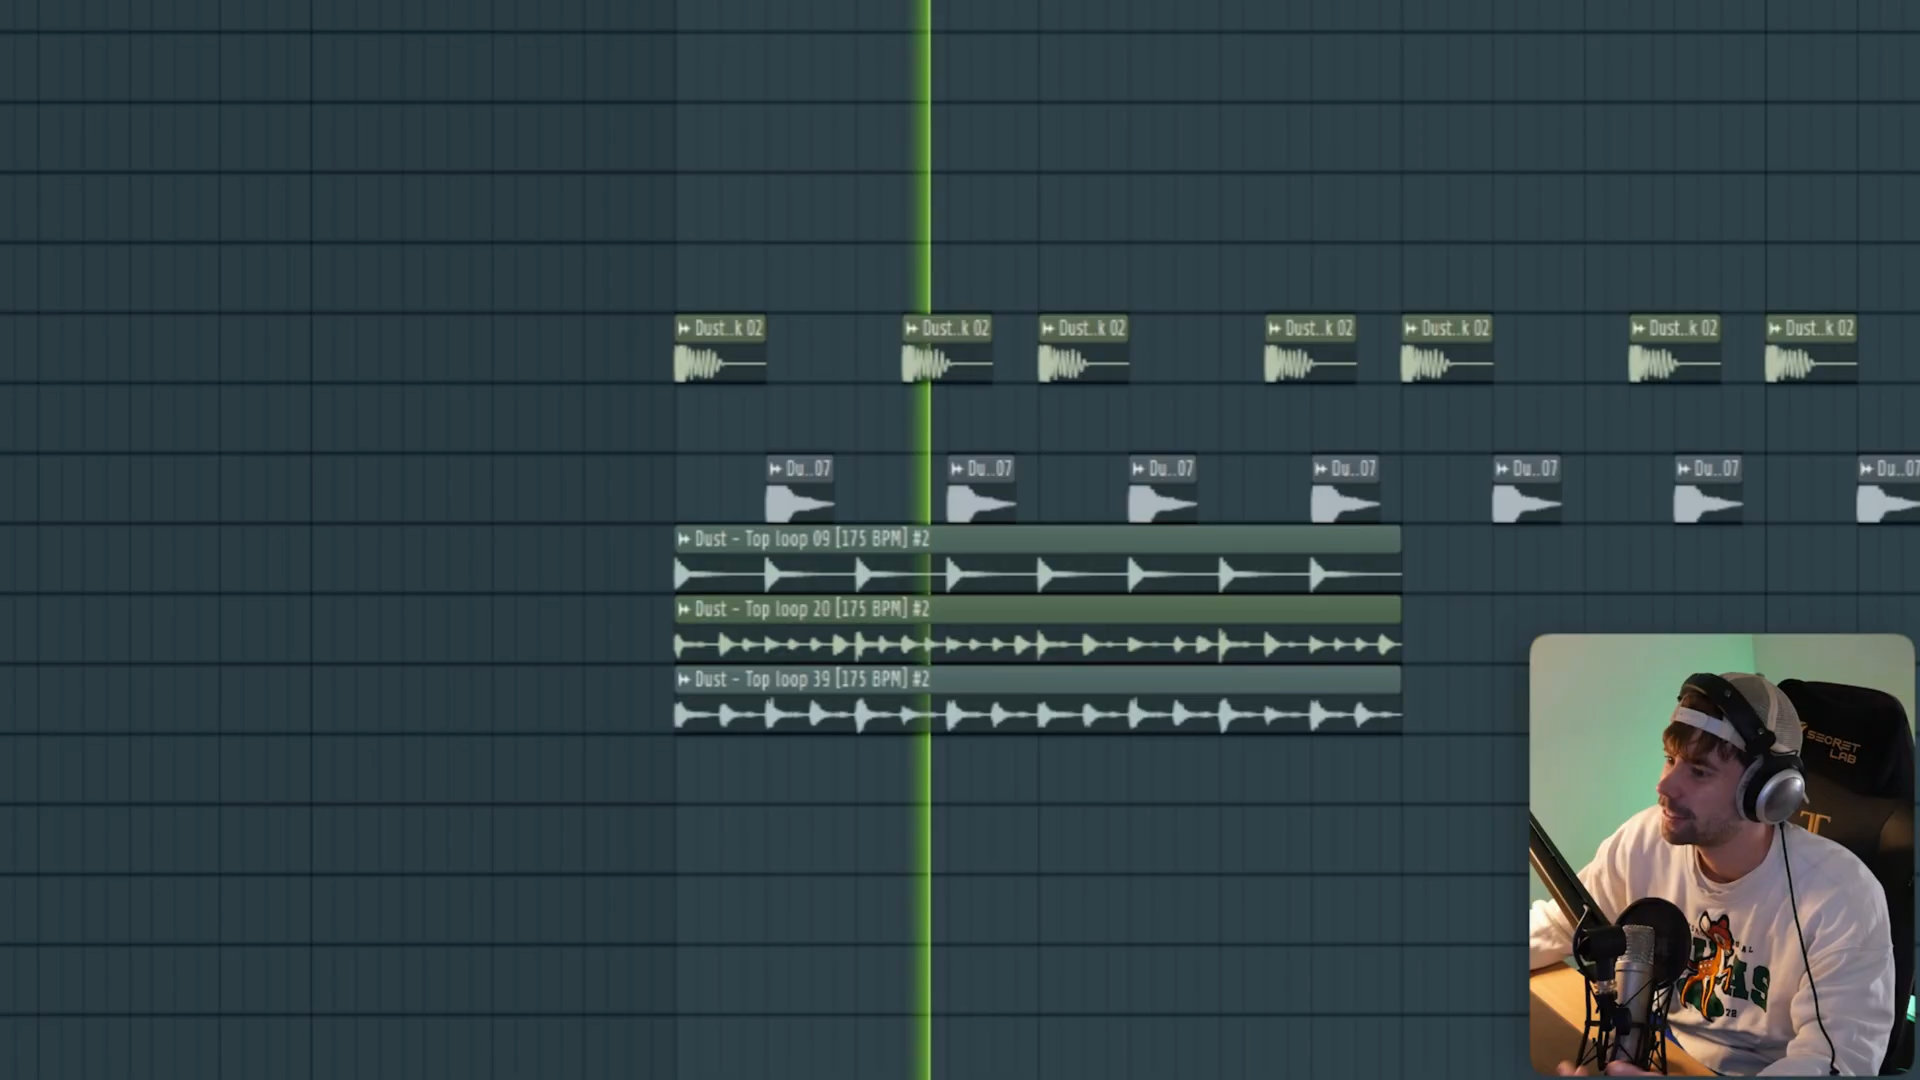 Dust..k 02
Dust..k 02
Dust..k 02
Dust..k 02
Dust..k 02
Dust..k 02
Dust..k 02
Du..07
Du..07
Du..07
Du..07
Du..07
Du..07
Du..07
Dust - Top loop 09 [175 BPM] #2
Dust - Top loop 20 [175 BPM] #2
Dust - Top loop 39 [175 BPM] #2
SECRET
LAB